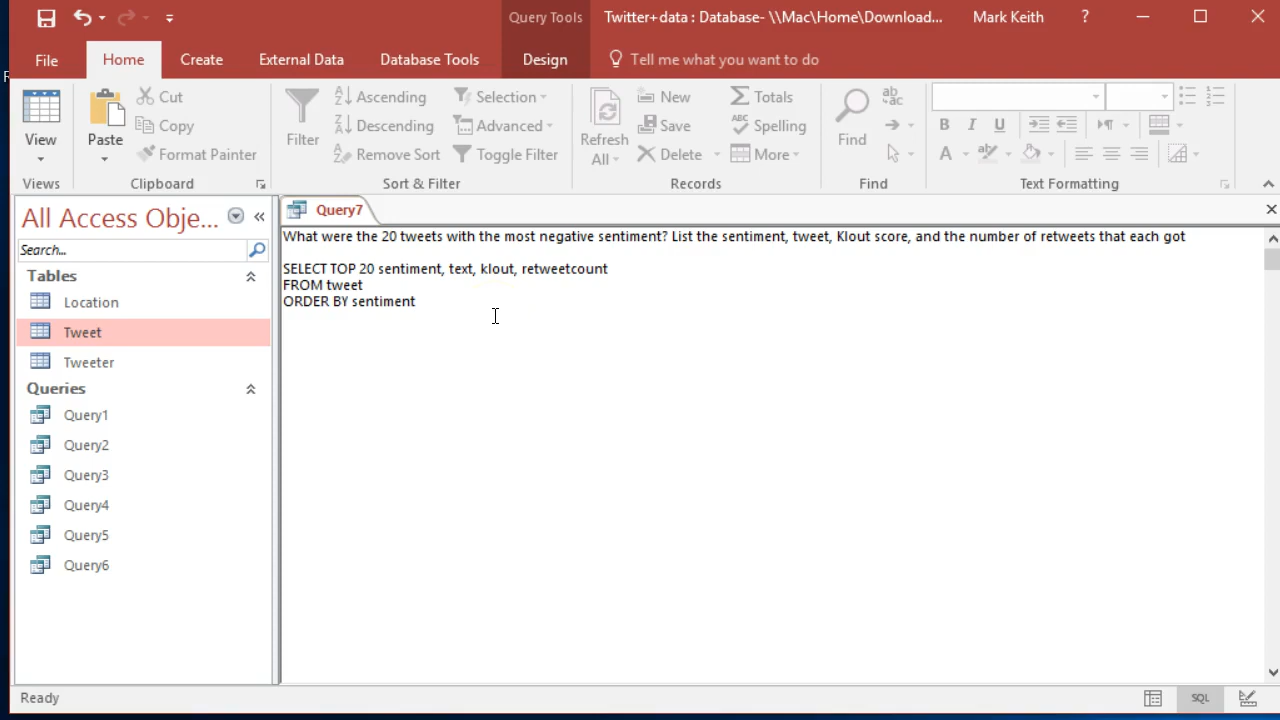 Query Tools
Twitter+data : Database- \\Mac\Home\Download...
Mark Keith
?
File
Home
Create
External Data
Database Tools
Design
Tell me what you want to do
View
Views
Paste
Cut
Copy
Format Painter
Clipboard
Filter
Ascending
Descending
Remove Sort
Selection
Advanced
Toggle Filter
Sort & Filter
Refresh
All
New
Save
Delete
Totals
Spelling
More
Records
Find
Find
B I U
A
Text Formatting
All Access Obje...
Search...
Tables
Location
Tweet
Tweeter
Queries
Query1
Query2
Query3
Query4
Query5
Query6
Query7
What were the 20 tweets with the most negative sentiment? List the sentiment, tweet, Klout score, and the number of retweets that each got
SELECT TOP 20 sentiment, text, klout, retweetcount
FROM tweet
ORDER BY sentiment
Ready
SQL